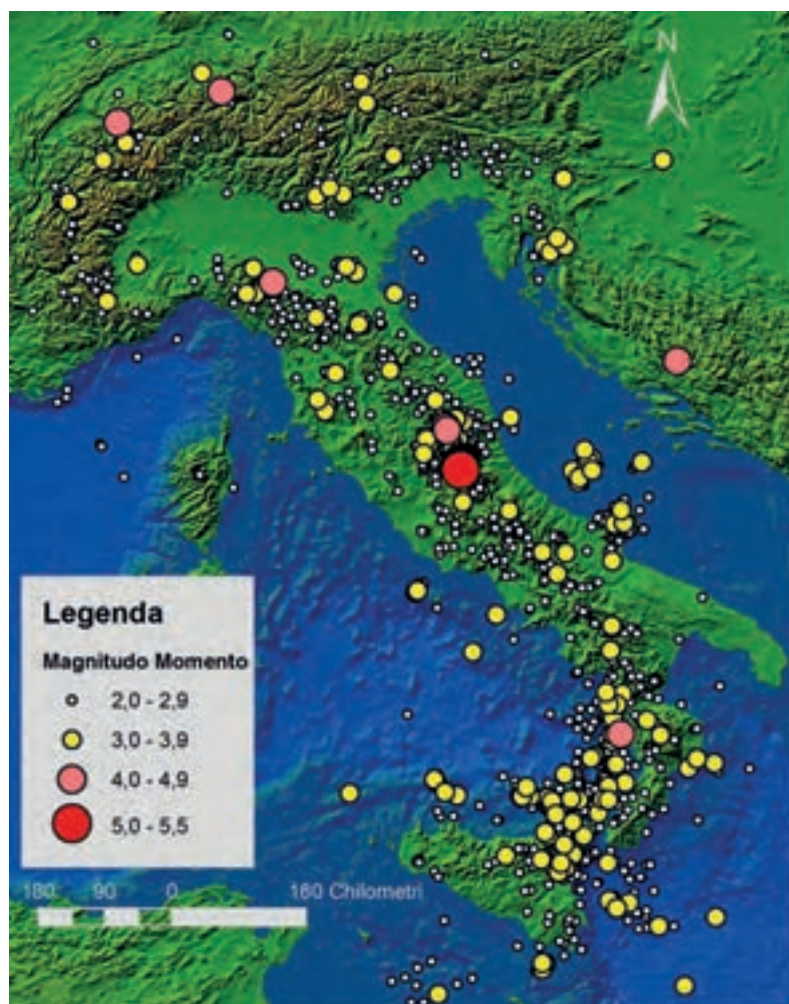 N
Legenda
Magnitudo Momento
2,0 - 2,9
3,0 - 3,9
4,0 - 4,9
5,0 - 5,5
180 90 0 180 Chilometri